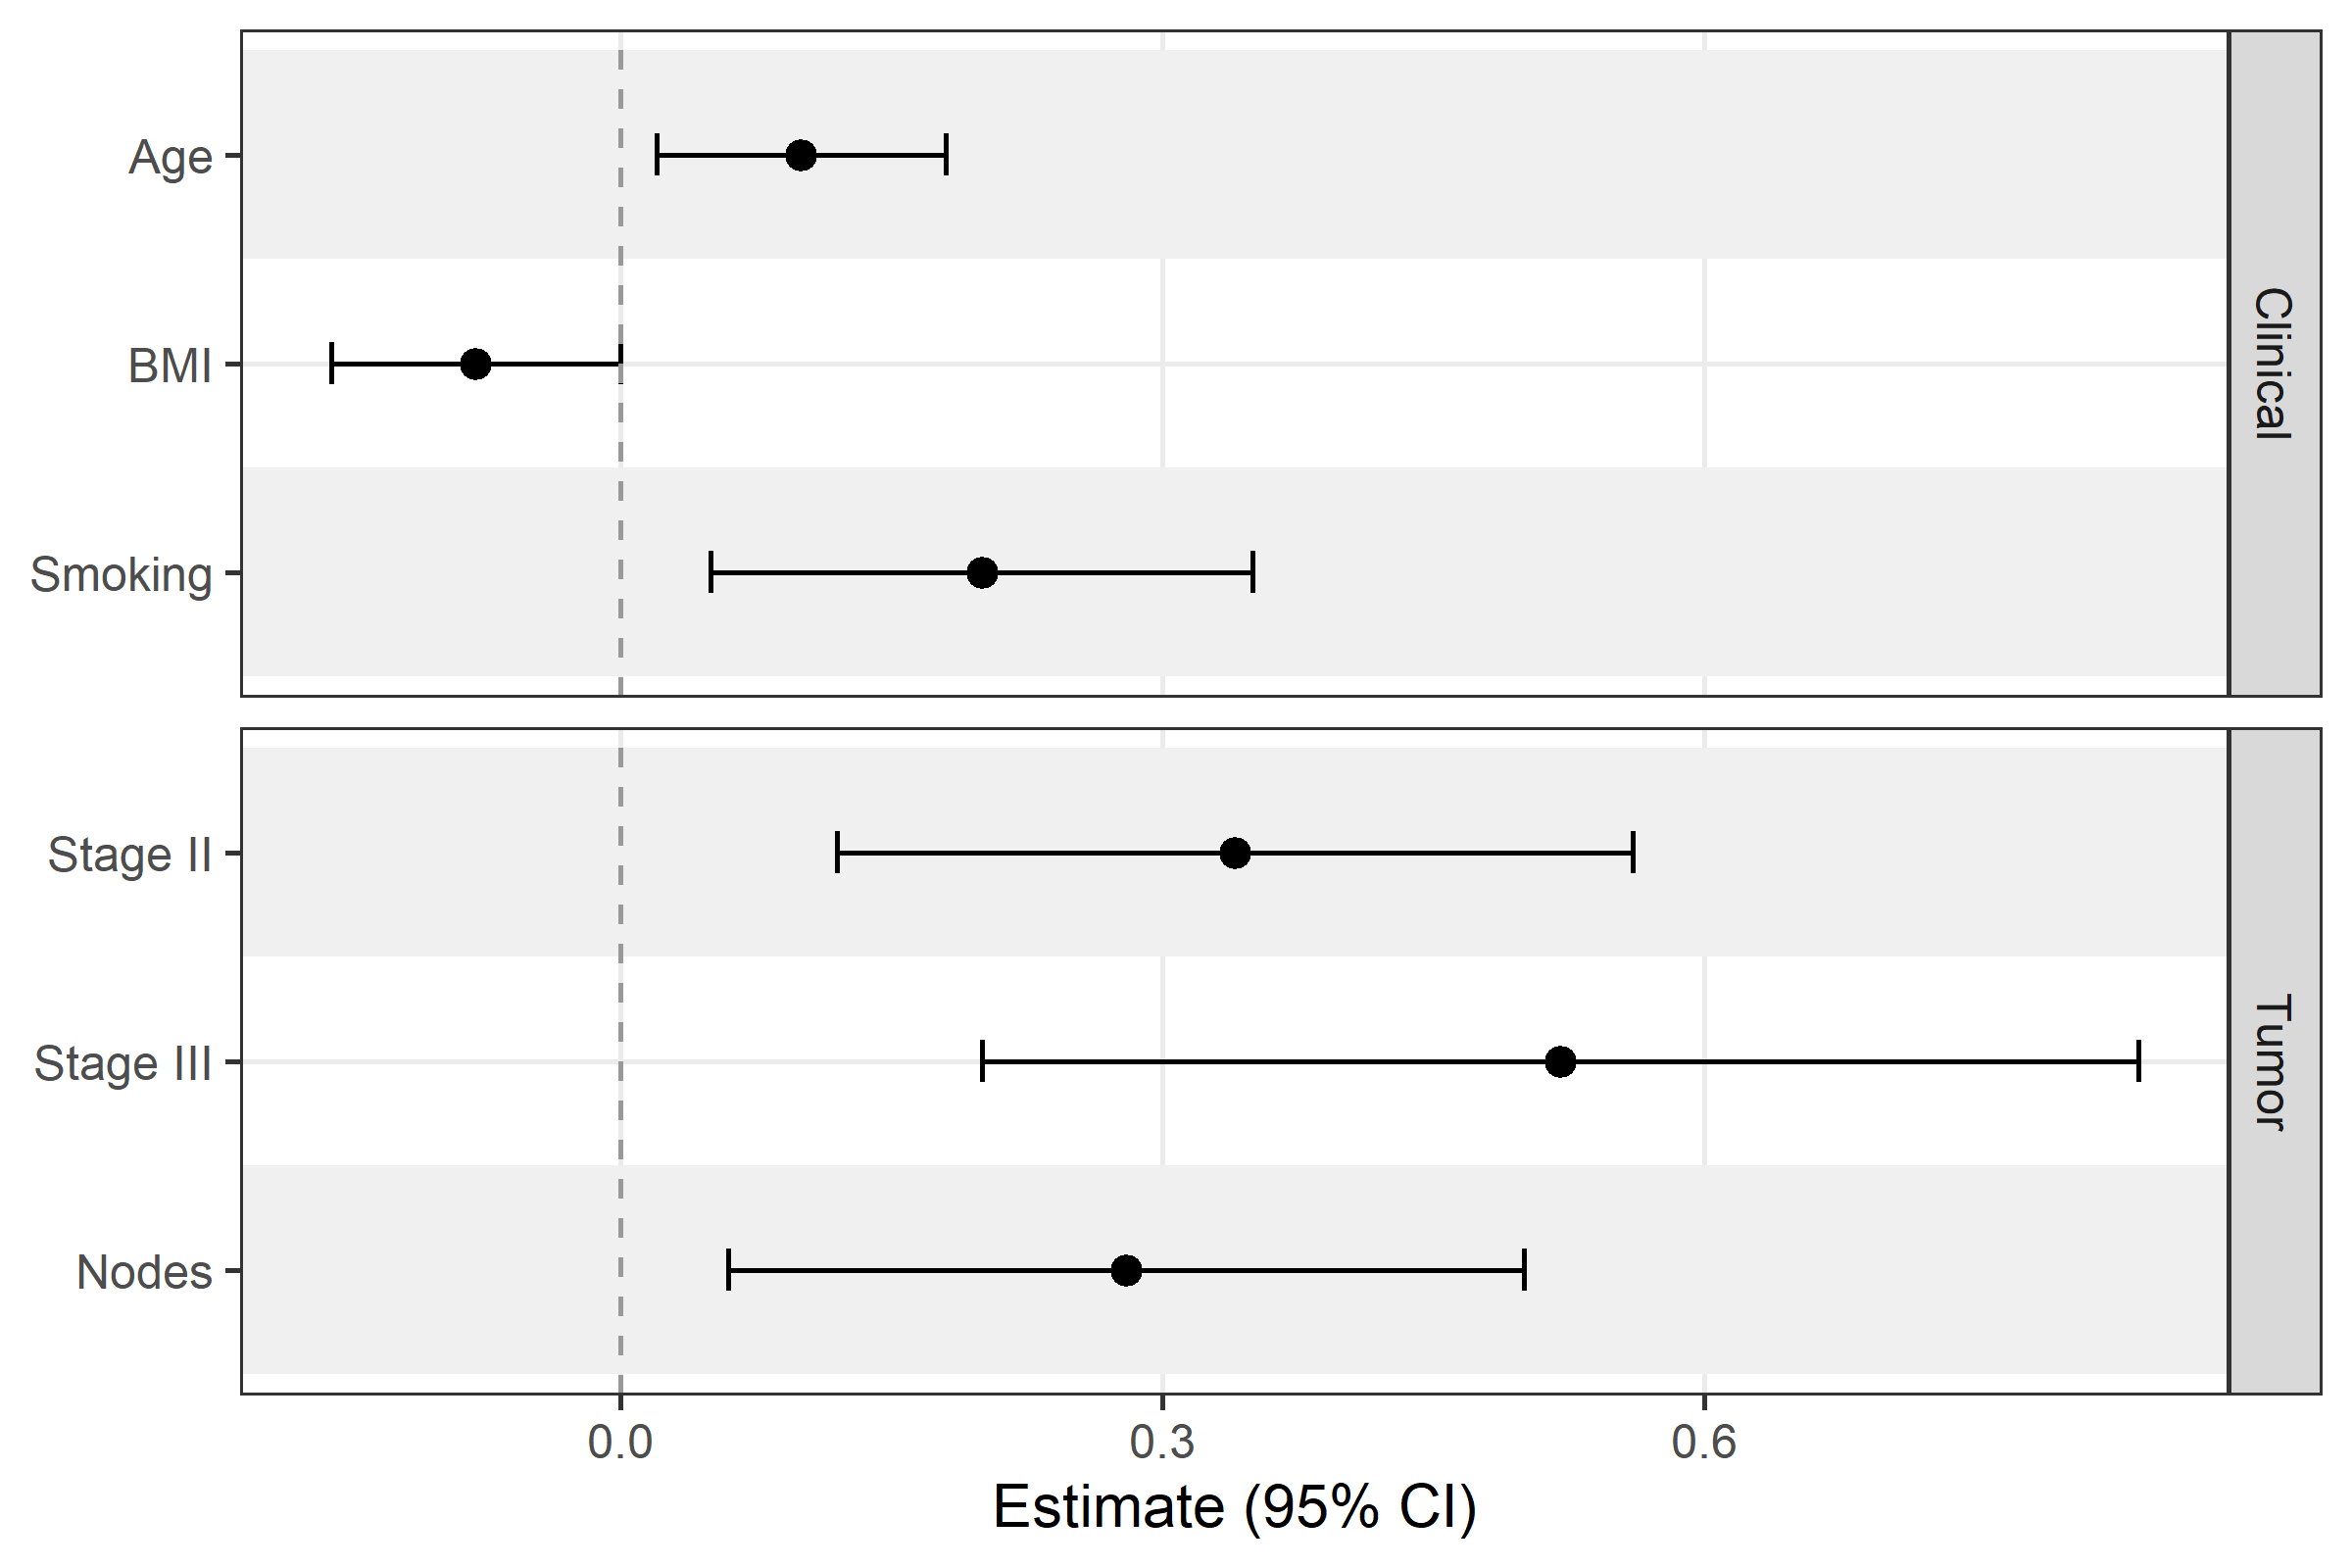 Age
BMI
Smoking
Clinical
Stage II
Stage III
Nodes
Tumor
0.0 0.3 0.6
Estimate (95% CI)